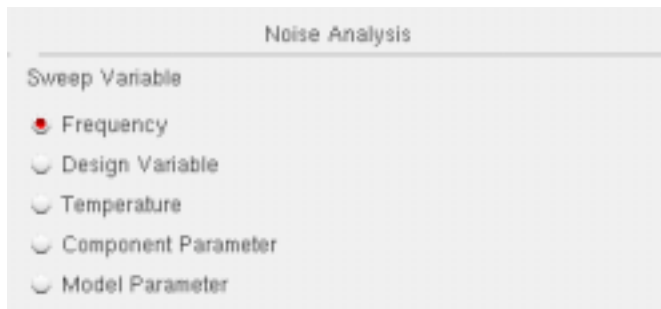 Noise Analysis
Sweep Variable
Frequency
Design Variable
Temperature
Component Parameter
Model Parameter